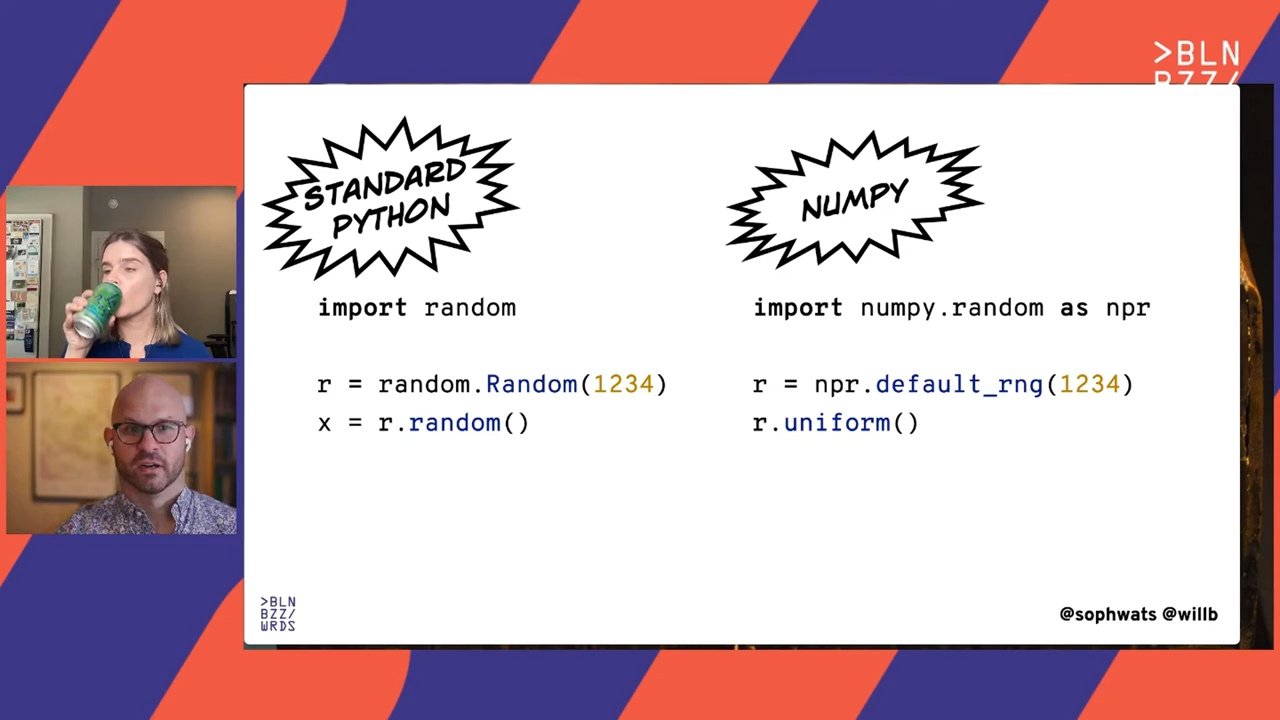 >BLN
BZZ/
STANDARD
PYTHON
NUMPY
import random
r = random.Random(1234)
x = r.random()
import numpy.random as npr
r = npr.default_rng(1234)
r.uniform()
>BLN
BZZ/
WRDS
@sophwats @willb